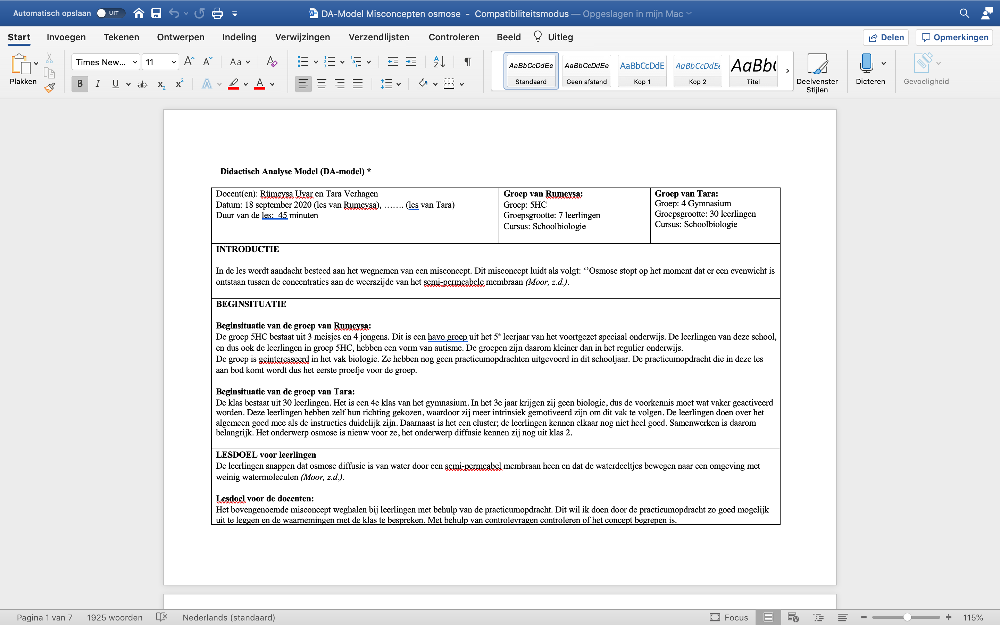 Automatisch opslaan UIT DA-Model Misconcepten osmose - Compatibiliteitsmodus — Opgeslagen in mijn Mac
Start Invoegen Tekenen Ontwerpen Indeling Verwijzingen Verzendlijsten Controleren Beeld Uitleg Delen Opmerkingen
Plakken
Times New... 11
AaBbCcDdEe AaBbCcDdEe AaBbCcDdE AaBbCcDdEe AaBb(
Standaard Geen afstand Kop 1 Kop 2 Titel
Deelvenster Stijlen
Dicteren
Gevoeligheid
Didactisch Analyse Model (DA-model) *
Docent(en): Rümeysa Uyar en Tara Verhagen
Datum: 18 september 2020 (les van Rumeysa), ....... (les van Tara)
Duur van de les: 45 minuten
Groep van Rumeysa:
Groep: 5HC
Groepsgrootte: 7 leerlingen
Cursus: Schoolbiologie
Groep van Tara:
Groep: 4 Gymnasium
Groepsgrootte: 30 leerlingen
Cursus: Schoolbiologie
INTRODUCTIE
In de les wordt aandacht besteed aan het wegnemen van een misconcept. Dit misconcept luidt als volgt: ‘’Osmose stopt op het moment dat er een evenwicht is
ontstaan tussen de concentraties aan de weerszijde van het semi-permeabele membraan (Moor, z.d.).
BEGINSITUATIE
Beginsituatie van de groep van Rumeysa:
De groep 5HC bestaat uit 3 meisjes en 4 jongens. Dit is een havo groep uit het 5e leerjaar van het voortgezet speciaal onderwijs. De leerlingen van deze school,
en dus ook de leerlingen in groep 5HC, hebben een vorm van autisme. De groepen zijn daarom kleiner dan in het regulier onderwijs.
De groep is geinteresseerd in het vak biologie. Ze hebben nog geen practicumopdrachten uitgevoerd in dit schooljaar. De practicumopdracht die in deze les
aan bod komt wordt dus het eerste proefje voor de groep.
Beginsituatie van de groep van Tara:
De klas bestaat uit 30 leerlingen. Het is een 4e klas van het gymnasium. In het 3e jaar krijgen zij geen biologie, dus de voorkennis moet wat vaker geactiveerd
worden. Deze leerlingen hebben zelf hun richting gekozen, waardoor zij meer intrinsiek gemotiveerd zijn om dit vak te volgen. De leerlingen doen over het
algemeen goed mee als de instructies duidelijk zijn. Daarnaast is het een cluster; de leerlingen kennen elkaar nog niet heel goed. Samenwerken is daarom
belangrijk. Het onderwerp osmose is nieuw voor ze, het onderwerp diffusie kennen zij nog uit klas 2.
LESDOEL voor leerlingen
De leerlingen snappen dat osmose diffusie is van water door een semi-permeabel membraan heen en dat de waterdeeltjes bewegen naar een omgeving met
weinig watermoleculen (Moor, z.d.).
Lesdoel voor de docenten:
Het bovengenoemde misconcept weghalen bij leerlingen met behulp van de practicumopdracht. Dit wil ik doen door de practicumopdracht zo goed mogelijk
uit te leggen en de waarnemingen met de klas te bespreken. Met behulp van controlevragen controleren of het concept begrepen is.
Pagina 1 van 7 1925 woorden Nederlands (standaard) Focus 115%